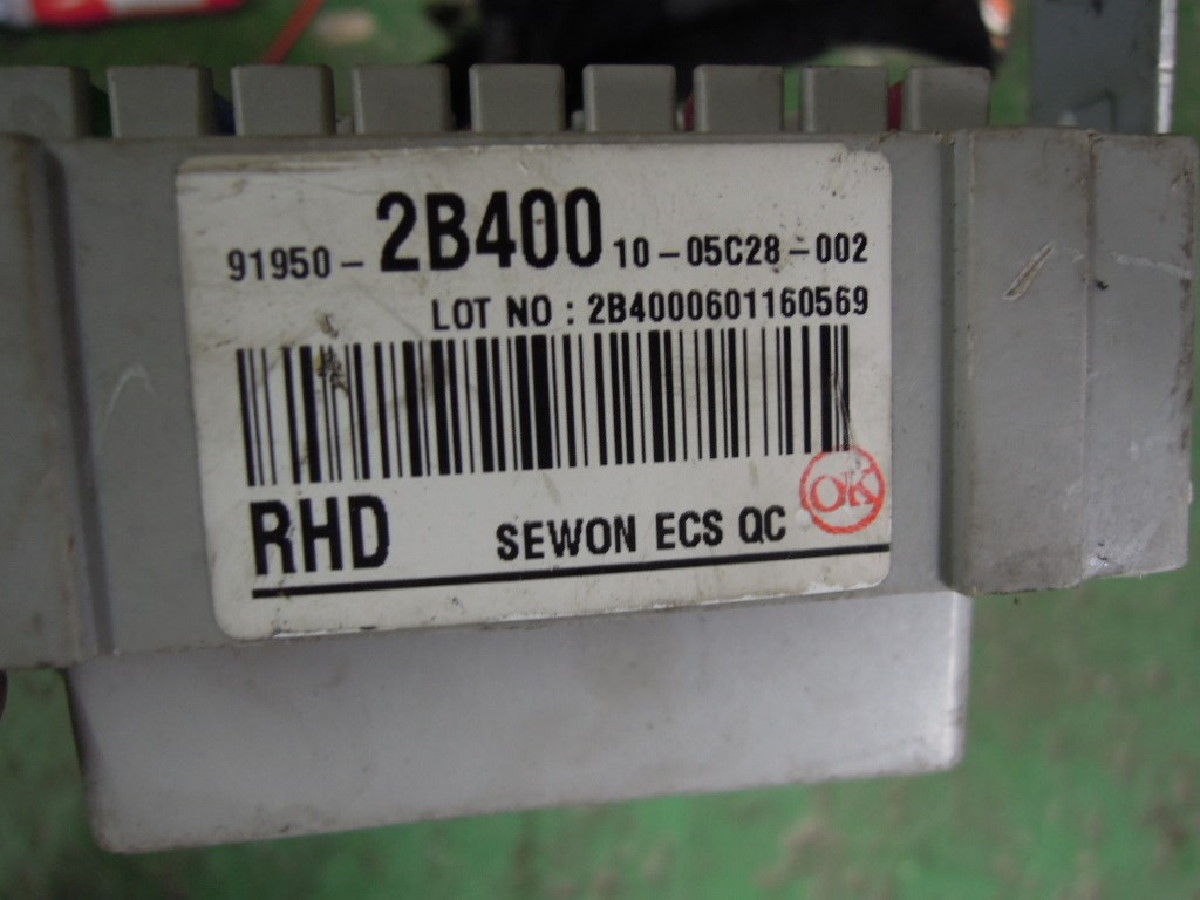 91950-2B400 10-05C28-002
LOT NO : 2B4000601160569
OK
RHD SEWON ECS QC